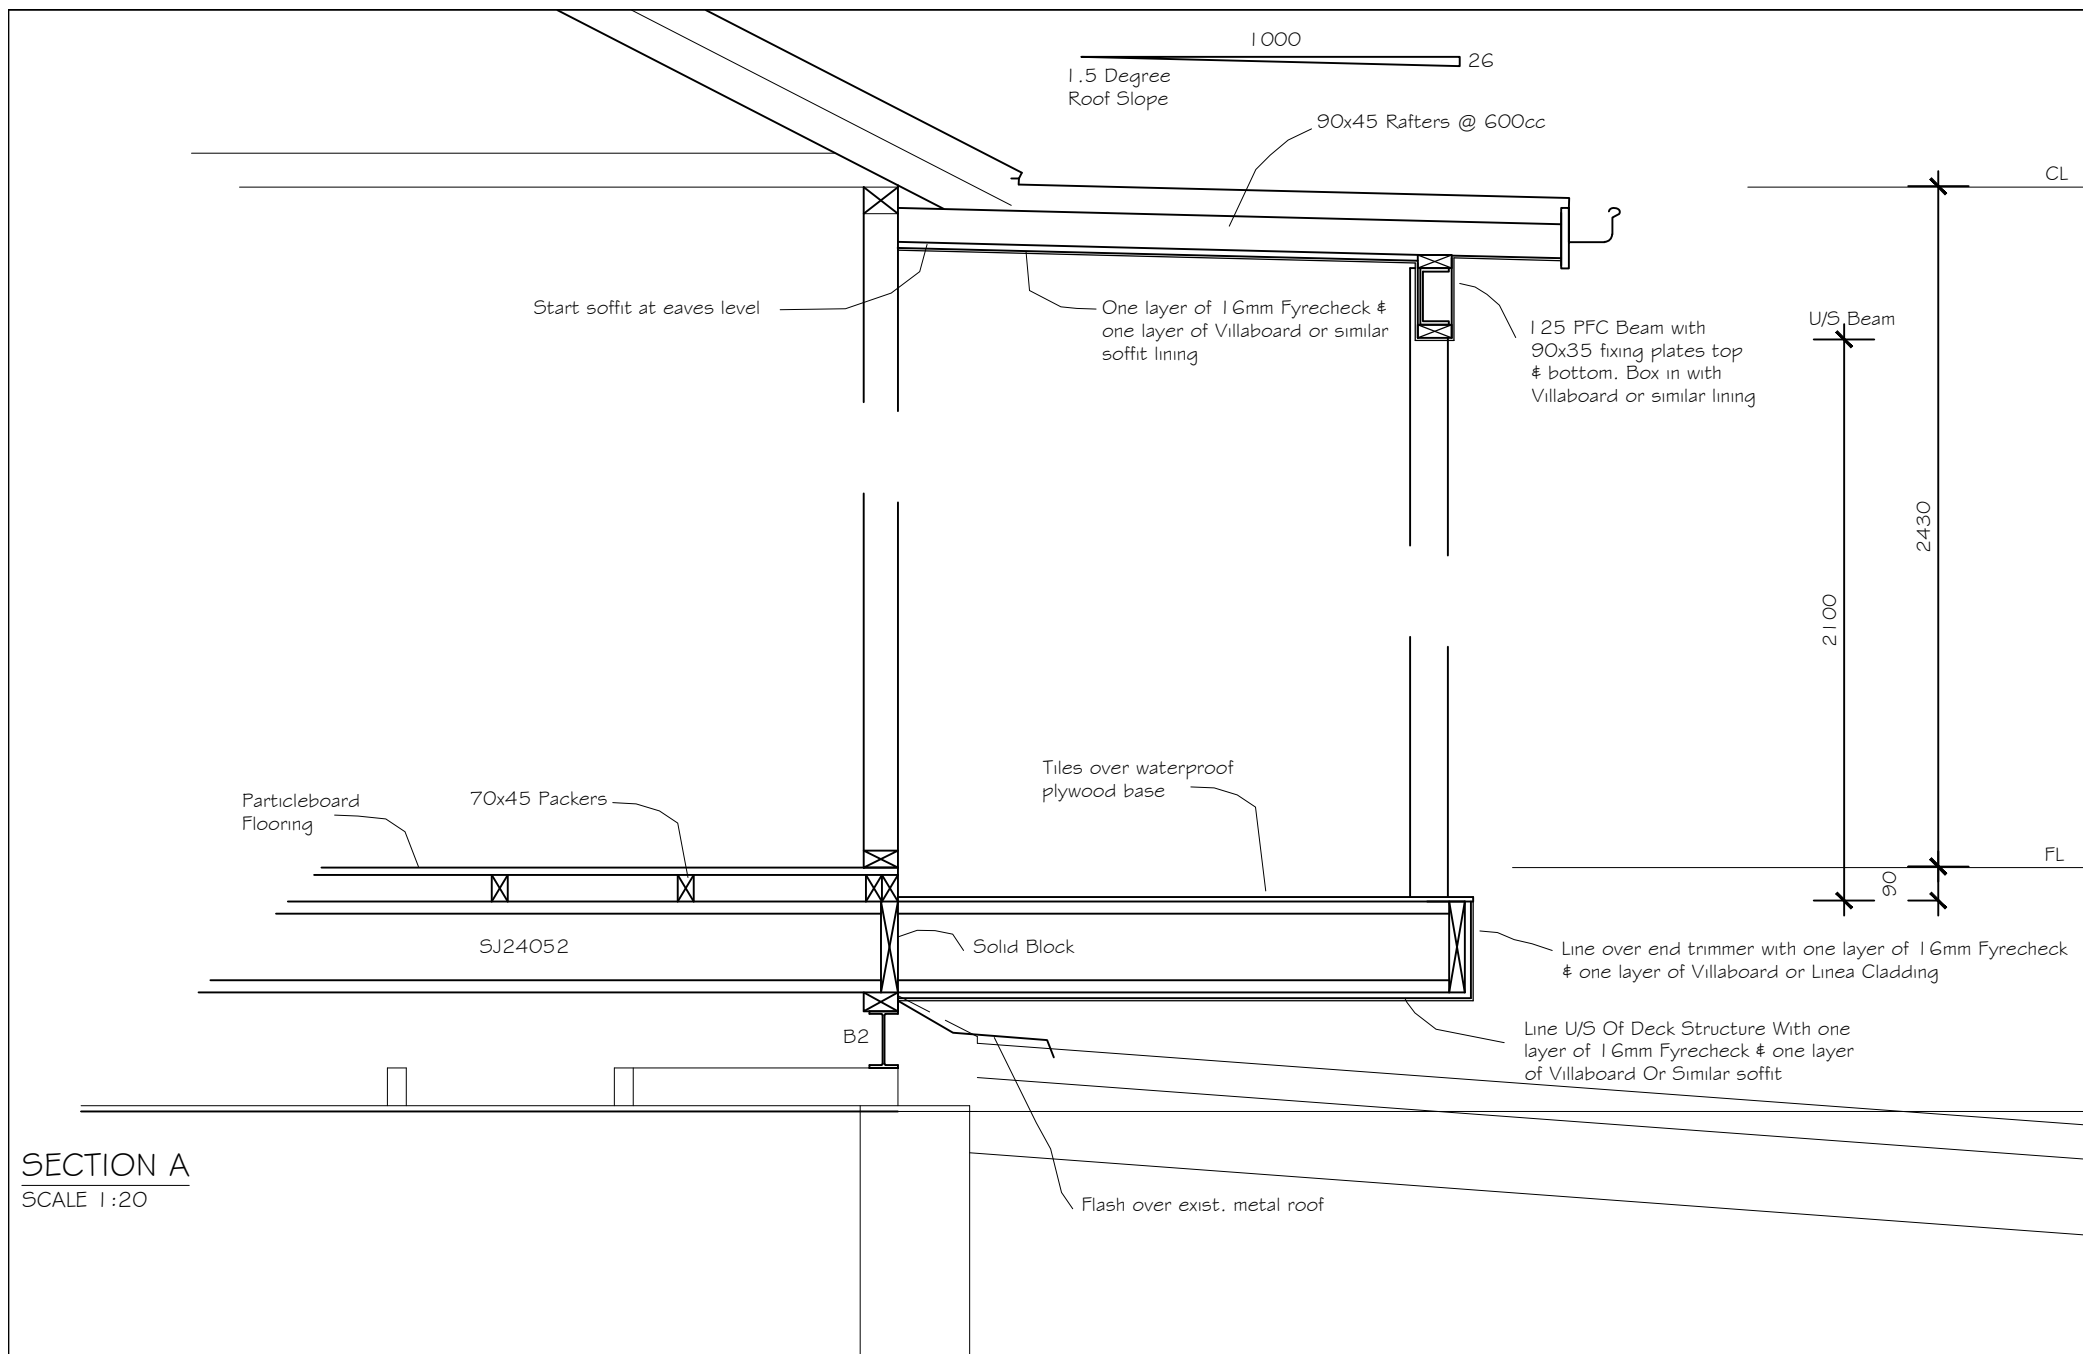 1000
26
1.5 Degree
Roof Slope
90x45 Rafters @ 600cc
CL
Start soffit at eaves level
One layer of 16mm Fyrecheck &
one layer of Villaboard or similar
soffit lining
125 PFC Beam with
90x35 fixing plates top
& bottom. Box in with
Villaboard or similar lining
U/S Beam
2430
2100
Tiles over waterproof
plywood base
Particleboard
Flooring
70x45 Packers
FL
90
SJ24052
Solid Block
Line over end trimmer with one layer of 16mm Fyrecheck
& one layer of Villaboard or Linea Cladding
B2
Line U/S Of Deck Structure With one
layer of 16mm Fyrecheck & one layer
of Villaboard Or Similar soffit
SECTION A
SCALE 1:20
Flash over exist. metal roof